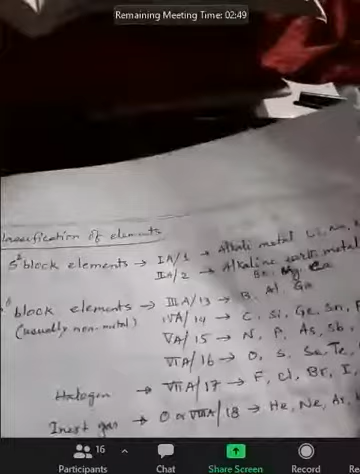 Remaining Meeting Time: 02:49
Classification of elements
S block elements → IA/1 → Alkali metal Li, Na,
IIA/2 → Alkaline earth metal
Be, Mg, Ca
block elements → IIIA/13 → B, Al, Ga
(usually non-metal) IVA/14 → C, Si, Ge, Sn, P
VA/15 → N, P, As, Sb,
VIA/16 → O, S, Se, Te,
Halogen → VIIA/17 → F, Cl, Br, I,
Inert gas → O or VIIIA/18 → He, Ne, Ar,
16
Participants Chat Share Screen Record Re